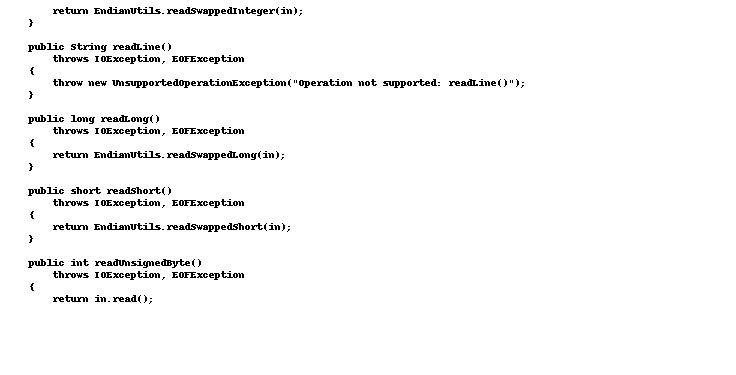 return EndianUtils.readSwappedInteger(in);
}
public String readLine()
throws IOException, EOFException
{
throw new UnsupportedOperationException("Operation not supported: readLine()");
}
public long readLong()
throws IOException, EOFException
{
return EndianUtils.readSwappedLong(in);
}
public short readShort()
throws IOException, EOFException
{
return EndianUtils.readSwappedShort(in);
}
public int readUnsignedByte()
throws IOException, EOFException
{
return in.read();